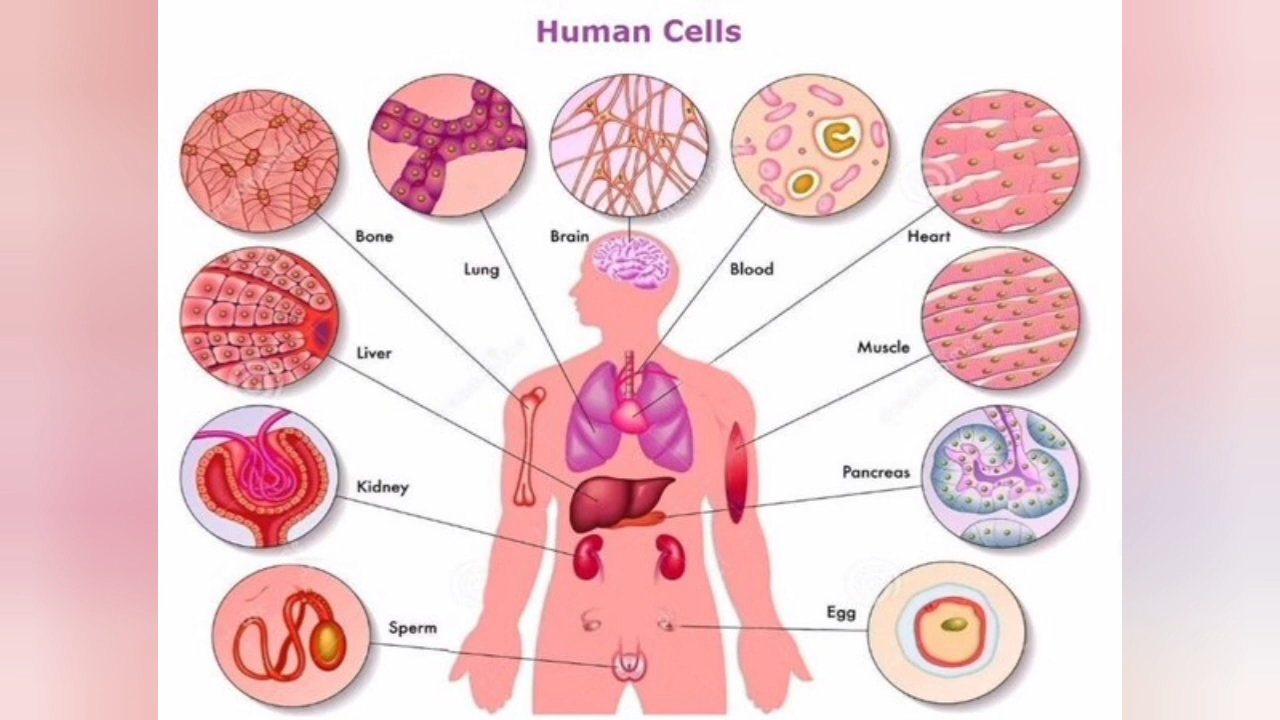 Human Cells
Bone
Lung
Brain
Blood
Heart
Liver
Muscle
Kidney
Pancreas
Sperm
Egg